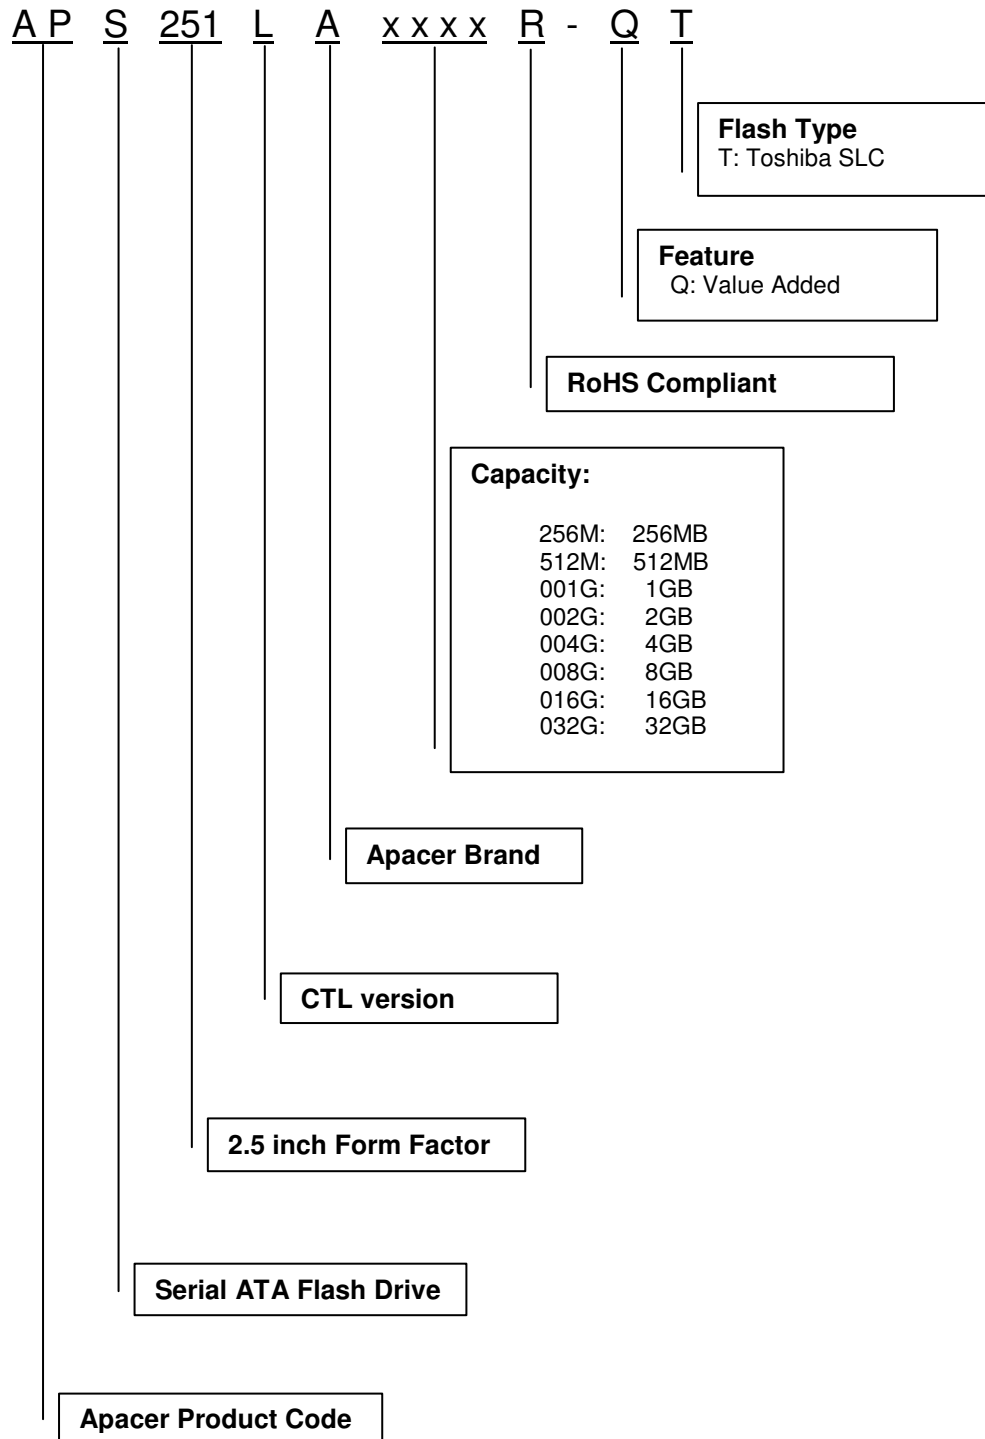 A P S 251 L A x x x x R - Q T
Flash Type
T: Toshiba SLC
Feature
Q: Value Added
RoHS Compliant
Capacity:
256M: 256MB
512M: 512MB
001G: 1GB
002G: 2GB
004G: 4GB
008G: 8GB
016G: 16GB
032G: 32GB
Apacer Brand
CTL version
2.5 inch Form Factor
Serial ATA Flash Drive
Apacer Product Code